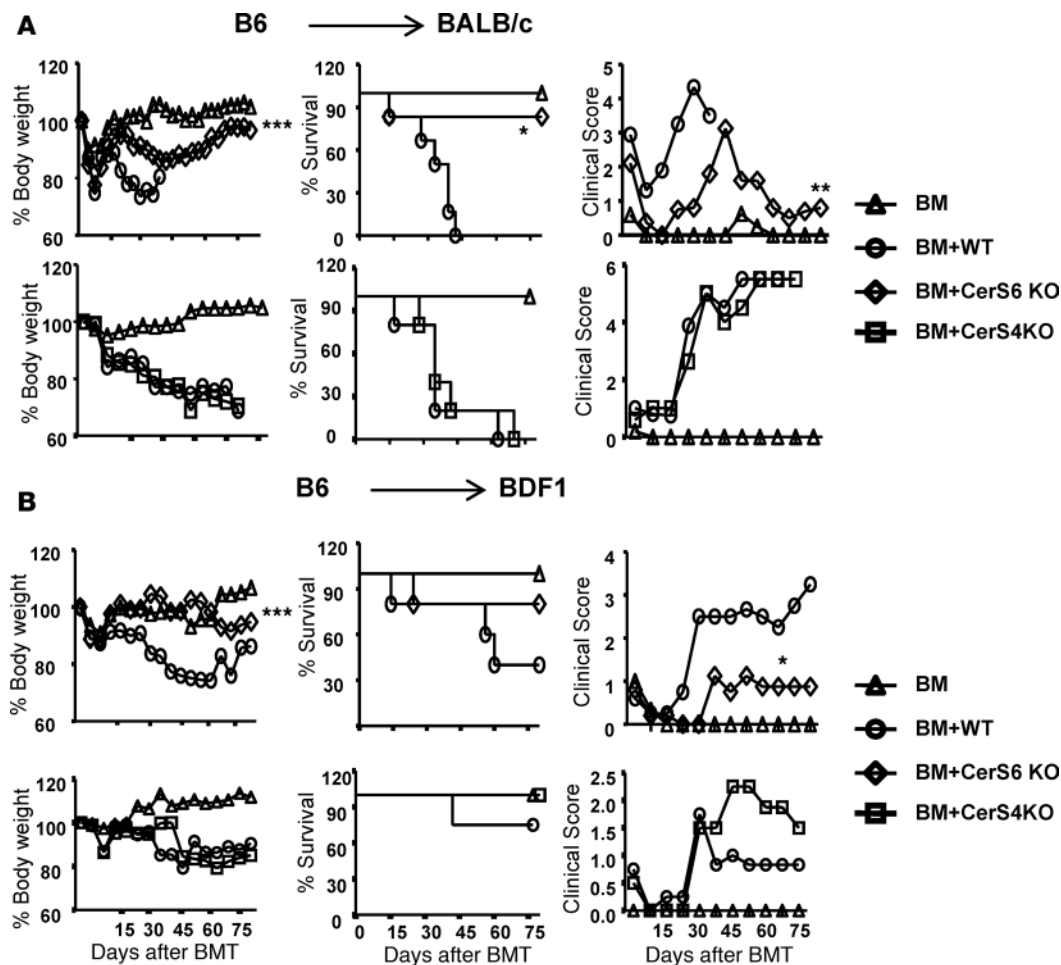 A
B6 BALB/c
120
100
80
60
% Body weight
***
120
90
60
30
0
% Survival
*
5
4
3
2
1
0
Clinical Score
**
BM
BM+WT
BM+CerS6 KO
BM+CerS4KO
120
100
80
60
% Body weight
120
90
60
30
0
% Survival
6
4
2
0
Clinical Score
B
B6 BDF1
120
100
80
60
% Body weight
***
120
90
60
30
0
% Survival
4
3
2
1
0
Clinical Score
*
BM
BM+WT
BM+CerS6 KO
BM+CerS4KO
120
100
80
60
% Body weight
15 30 45 60 75
Days after BMT
120
90
60
30
0
% Survival
0 15 30 45 60 75
Days after BMT
2.5
2.0
1.5
1.0
0.5
0.0
Clinical Score
15 30 45 60 75
Days after BMT